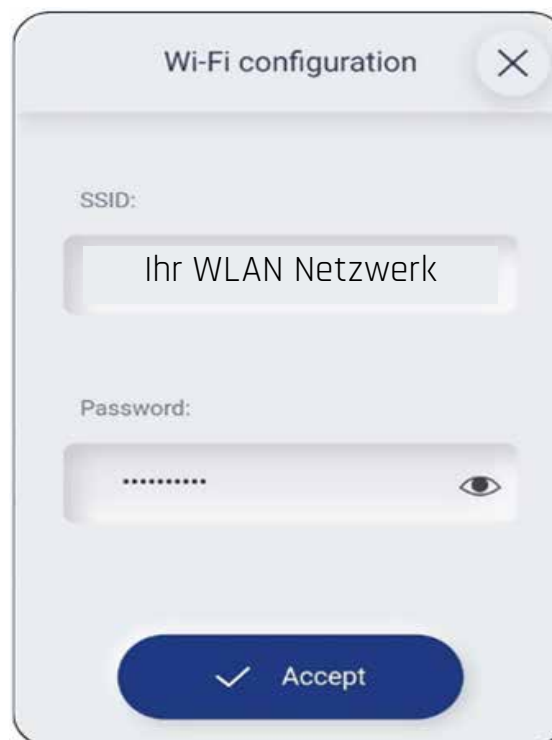 Wi-Fi configuration
SSID:
Ihr WLAN Netzwerk
Password:
••••••••••
Accept